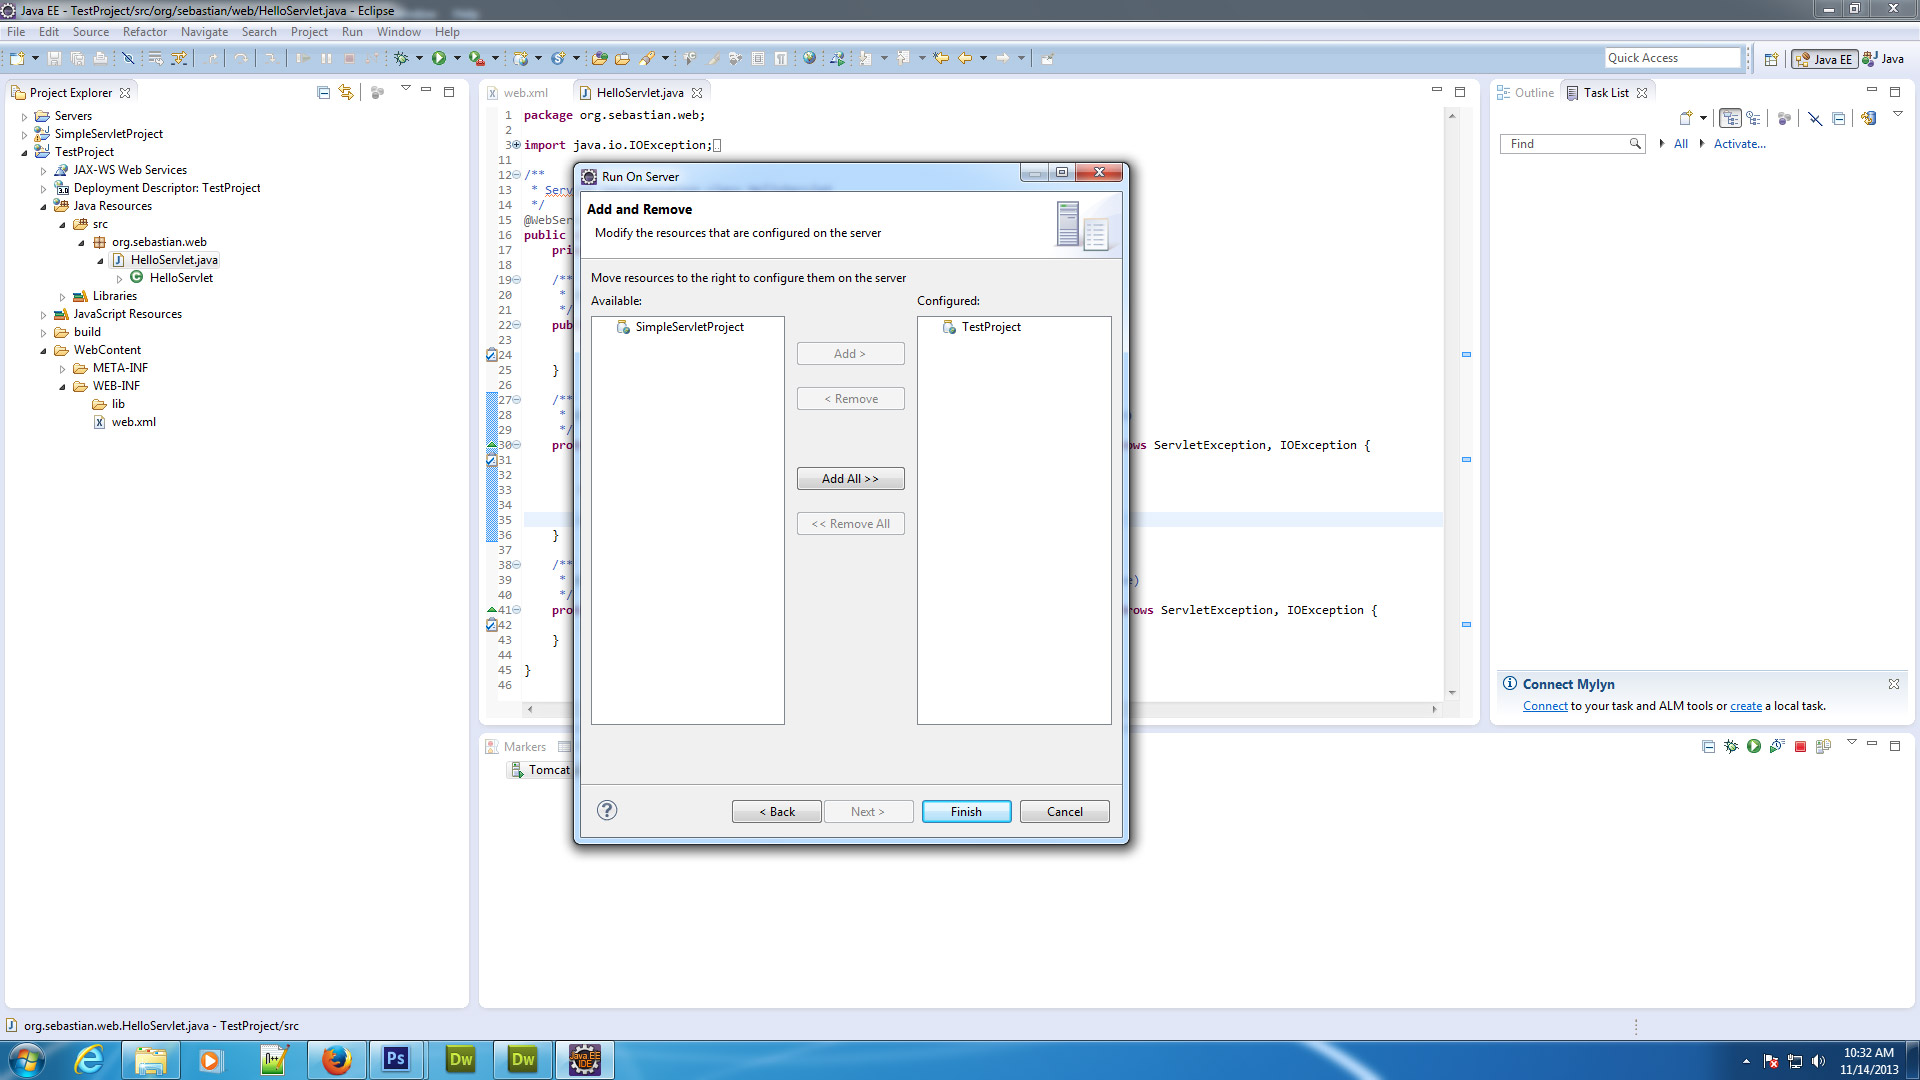 Java EE - TestProject/src/org/sebastian/web/HelloServlet.java - Eclipse
File Edit Source Refactor Navigate Search Project Run Window Help
Quick Access
Java EE
Java
Project Explorer
Servers
SimpleServletProject
TestProject
JAX-WS Web Services
Deployment Descriptor: TestProject
Java Resources
src
org.sebastian.web
HelloServlet.java
HelloServlet
Libraries
JavaScript Resources
build
WebContent
META-INF
WEB-INF
lib
web.xml
web.xml
HelloServlet.java
1 package org.sebastian.web;
2
3 import java.io.IOException;
11
12 /**
13 * Serv
14 */
15 @WebSer
16 public
17 pri
18
19 /**
20 *
21 */
22 pub
23
24
25 }
26
27 /**
28 *
29 */
30 pro ws ServletException, IOException {
31
32
33
34
35
36 }
37
38 /**
39 * )
40 */
41 pro ows ServletException, IOException {
42
43 }
44
45 }
46
Run On Server
Add and Remove
Modify the resources that are configured on the server
Move resources to the right to configure them on the server
Available:
Configured:
SimpleServletProject
TestProject
Add >
< Remove
Add All >>
<< Remove All
< Back
Next >
Finish
Cancel
Outline
Task List
Find
All
Activate...
Connect Mylyn
Connect to your task and ALM tools or create a local task.
Markers
Tomcat
org.sebastian.web.HelloServlet.java - TestProject/src
Ps
Dw
Dw
Java EE
IDE
10:32 AM
11/14/2013